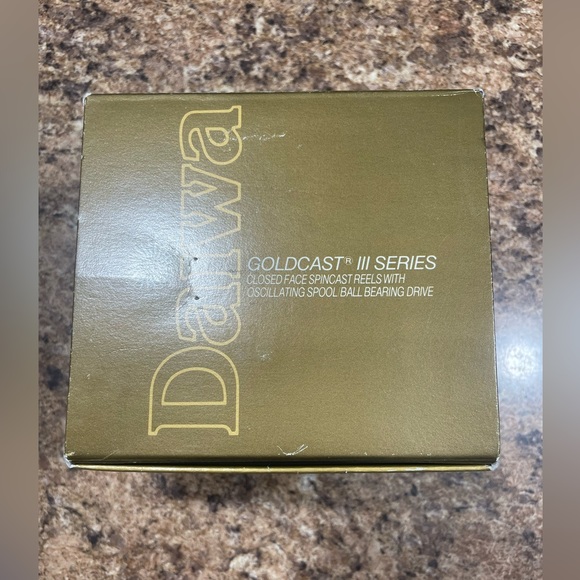 Daiwa
GOLDCAST® III SERIES
CLOSED FACE SPINCAST REELS WITH
OSCILLATING SPOOL BALL BEARING DRIVE